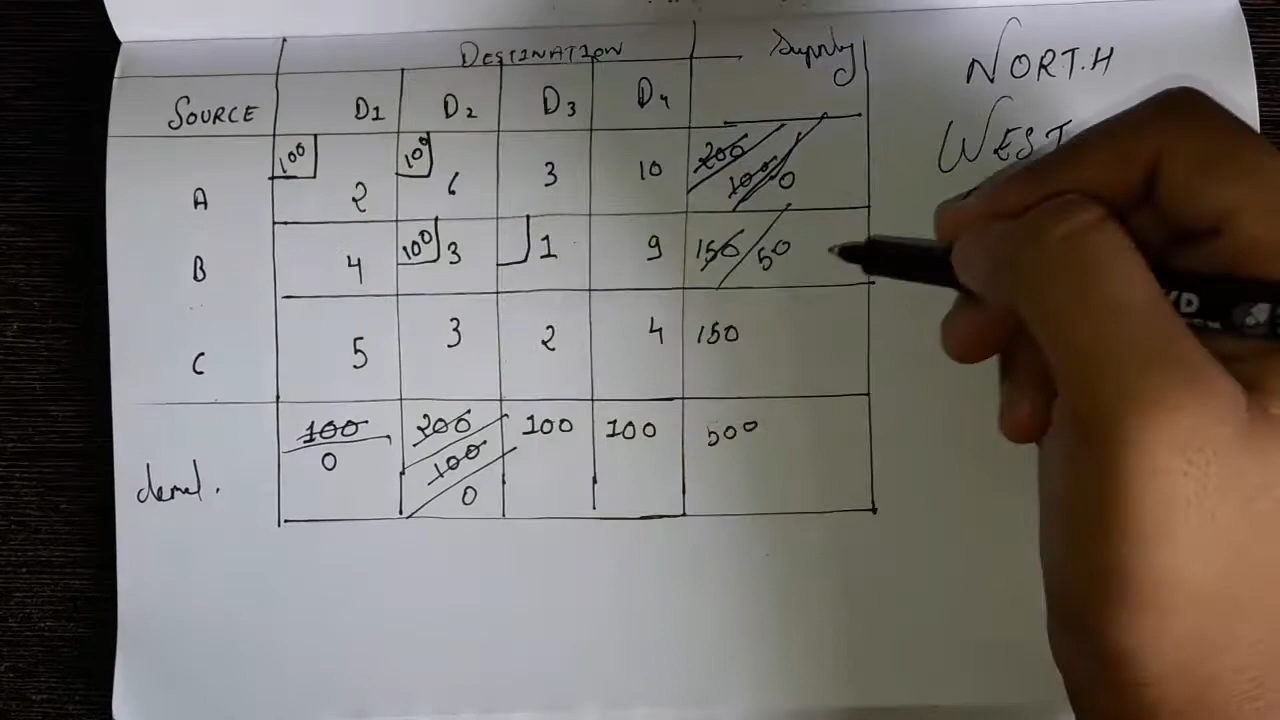 DESTINATION Supply
SOURCE D1 D2 D3 D4
NORTH
WEST
100 100 200
A 2 6 3 10 100 0
100
B 4 3 1 9 150 50
C 5 3 2 4 150
100 200 100 100 500
0 100
0